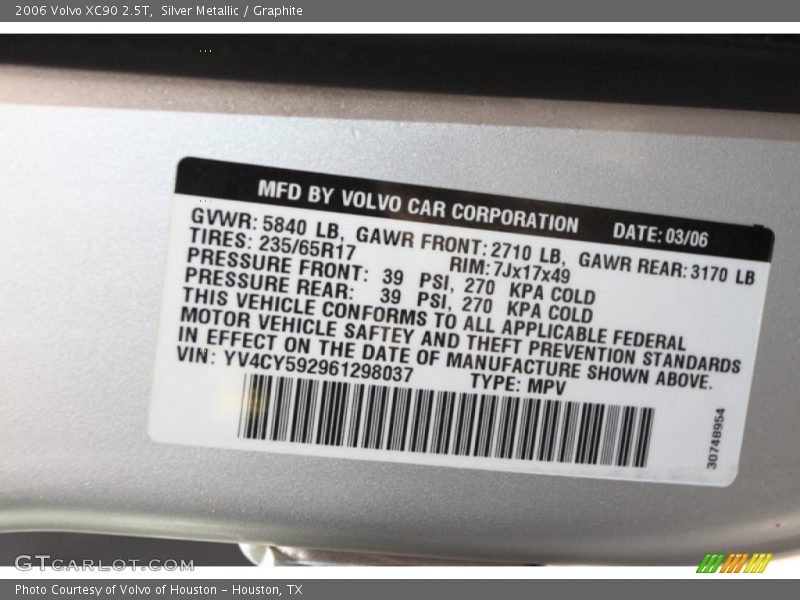 2006 Volvo XC90 2.5T, Silver Metallic / Graphite
MFD BY VOLVO CAR CORPORATION DATE: 03/06
GVWR: 5840 LB, GAWR FRONT: 2710 LB, GAWR REAR: 3170 LB
TIRES: 235/65R17 RIM: 7Jx17x49
PRESSURE FRONT: 39 PSI, 270 KPA COLD
PRESSURE REAR: 39 PSI, 270 KPA COLD
THIS VEHICLE CONFORMS TO ALL APPLICABLE FEDERAL
MOTOR VEHICLE SAFTEY AND THEFT PREVENTION STANDARDS
IN EFFECT ON THE DATE OF MANUFACTURE SHOWN ABOVE.
VIN: YV4CY592961298037 TYPE: MPV
30748954
GTCARLOT.COM
Photo Courtesy of Volvo of Houston - Houston, TX